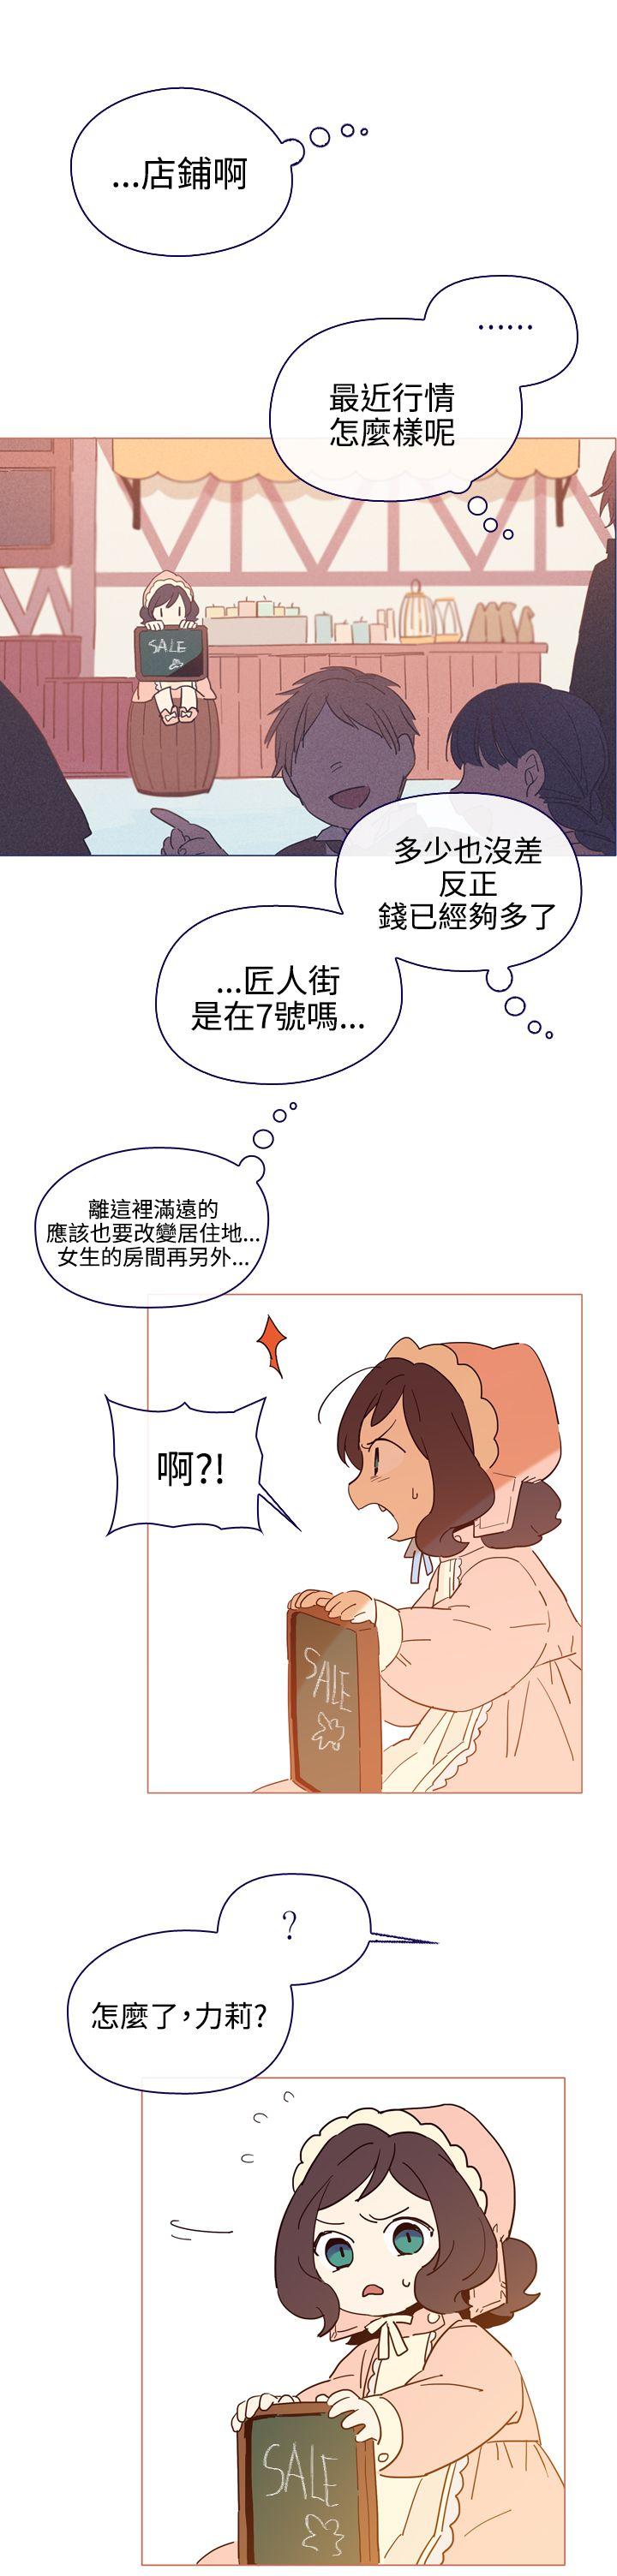 ...店鋪啊
......
最近行情
怎麼樣呢
SALE
多少也沒差
反正
錢已經夠多了
...匠人街
是在7號嗎...
離這裡滿遠的
應該也要改變居住地...
女生的房間再另外...
啊?!
SALE
?
怎麼了，力莉?
SALE